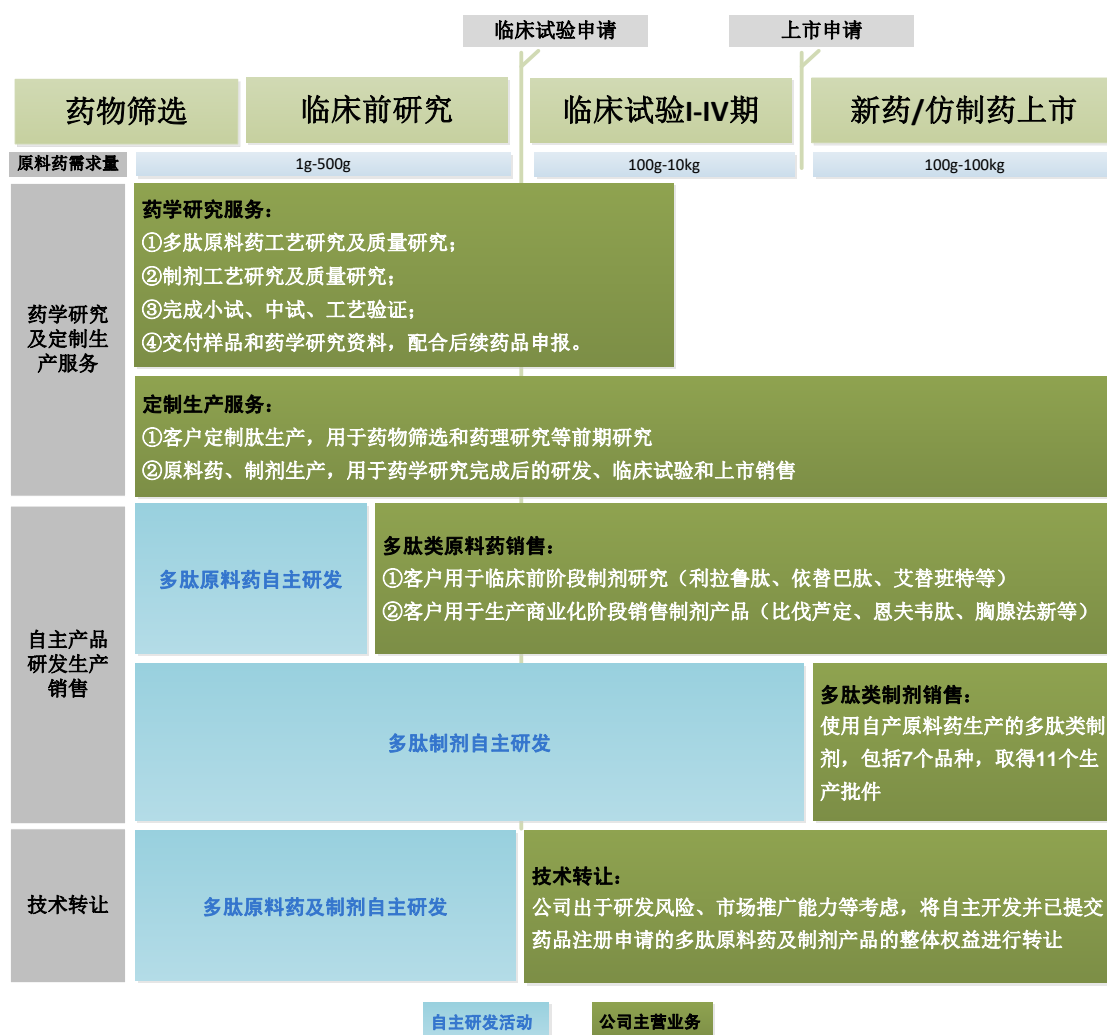 临床试验申请
上市申请
药物筛选
临床前研究
临床试验I-IV期
新药/仿制药上市
原料药需求量
1g-500g
100g-10kg
100g-100kg
药学研究
及定制生
产服务
药学研究服务：
①多肽原料药工艺研究及质量研究；
②制剂工艺研究及质量研究；
③完成小试、中试、工艺验证；
④交付样品和药学研究资料，配合后续药品申报。
定制生产服务：
①客户定制肽生产，用于药物筛选和药理研究等前期研究
②原料药、制剂生产，用于药学研究完成后的研发、临床试验和上市销售
自主产品
研发生产
销售
多肽原料药自主研发
多肽类原料药销售：
①客户用于临床前阶段制剂研究（利拉鲁肽、依替巴肽、艾替班特等）
②客户用于生产商业化阶段销售制剂产品（比伐芦定、恩夫韦肽、胸腺法新等）
多肽制剂自主研发
多肽类制剂销售：
使用自产原料药生产的多肽类制
剂，包括7个品种，取得11个生
产批件
技术转让
多肽原料药及制剂自主研发
技术转让：
公司出于研发风险、市场推广能力等考虑，将自主开发并已提交
药品注册申请的多肽原料药及制剂产品的整体权益进行转让
自主研发活动
公司主营业务